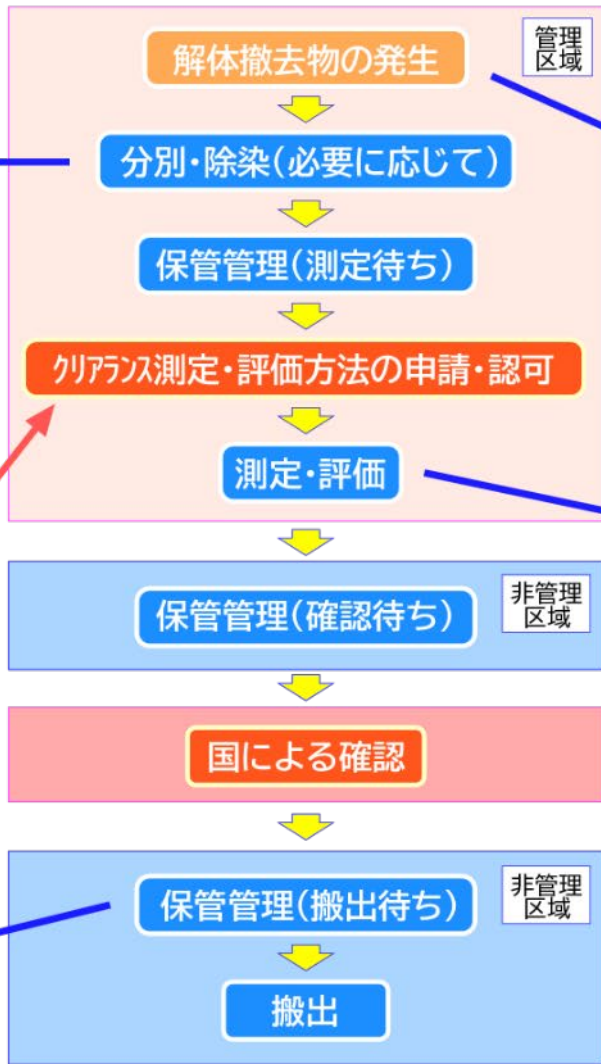 管理
区域
解体撤去物の発生
分別・除染(必要に応じて)
保管管理(測定待ち)
ｸﾘｱﾗﾝｽ測定・評価方法の申請・認可
測定・評価
非管理
区域
保管管理(確認待ち)
国による確認
非管理
区域
保管管理(搬出待ち)
搬出